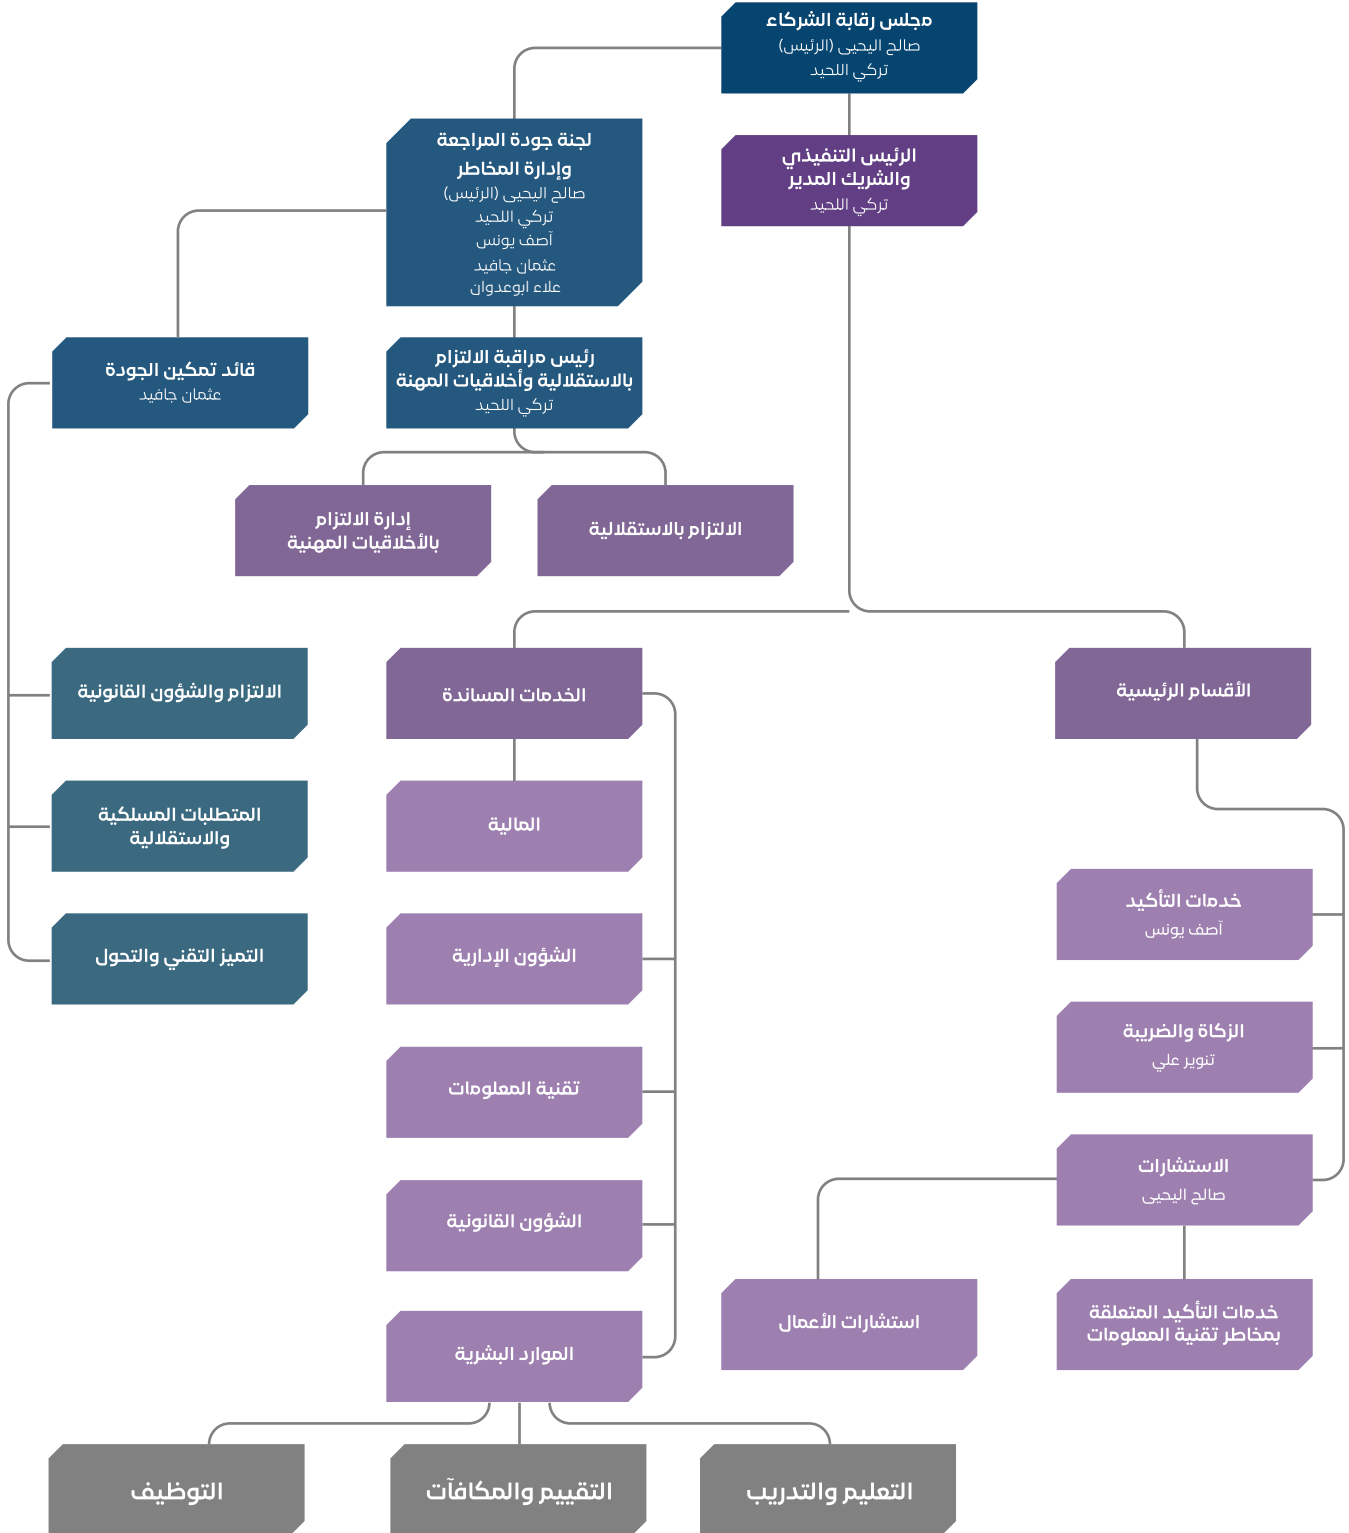 مجلس رقابة الشركاء
صالح اليحيى (الرئيس)
تركي اللحيد
لجنة جودة المراجعة
وإدارة المخاطر
صالح اليحيى (الرئيس)
تركي اللحيد
آصف يونس
عثمان جافيد
علاء ابوعدوان
الرئيس التنفيذي
والشريك المدير
تركي اللحيد
رئيس مراقبة الالتزام
بالاستقلالية وأخلاقيات المهنة
تركي اللحيد
قائد تمكين الجودة
عثمان جافيد
الالتزام بالاستقلالية
إدارة الالتزام
بالأخلاقيات المهنية
الأقسام الرئيسية
الخدمات المساندة
الالتزام والشؤون القانونية
المالية
المتطلبات المسلكية
والاستقلالية
خدمات التأكيد
آصف يونس
الشؤون الإدارية
التميز التقني والتحول
الزكاة والضريبة
تنوير علي
تقنية المعلومات
الاستشارات
صالح اليحيى
الشؤون القانونية
خدمات التأكيد المتعلقة
بمخاطر تقنية المعلومات
استشارات الأعمال
الموارد البشرية
التعليم والتدريب
التقييم والمكافآت
التوظيف